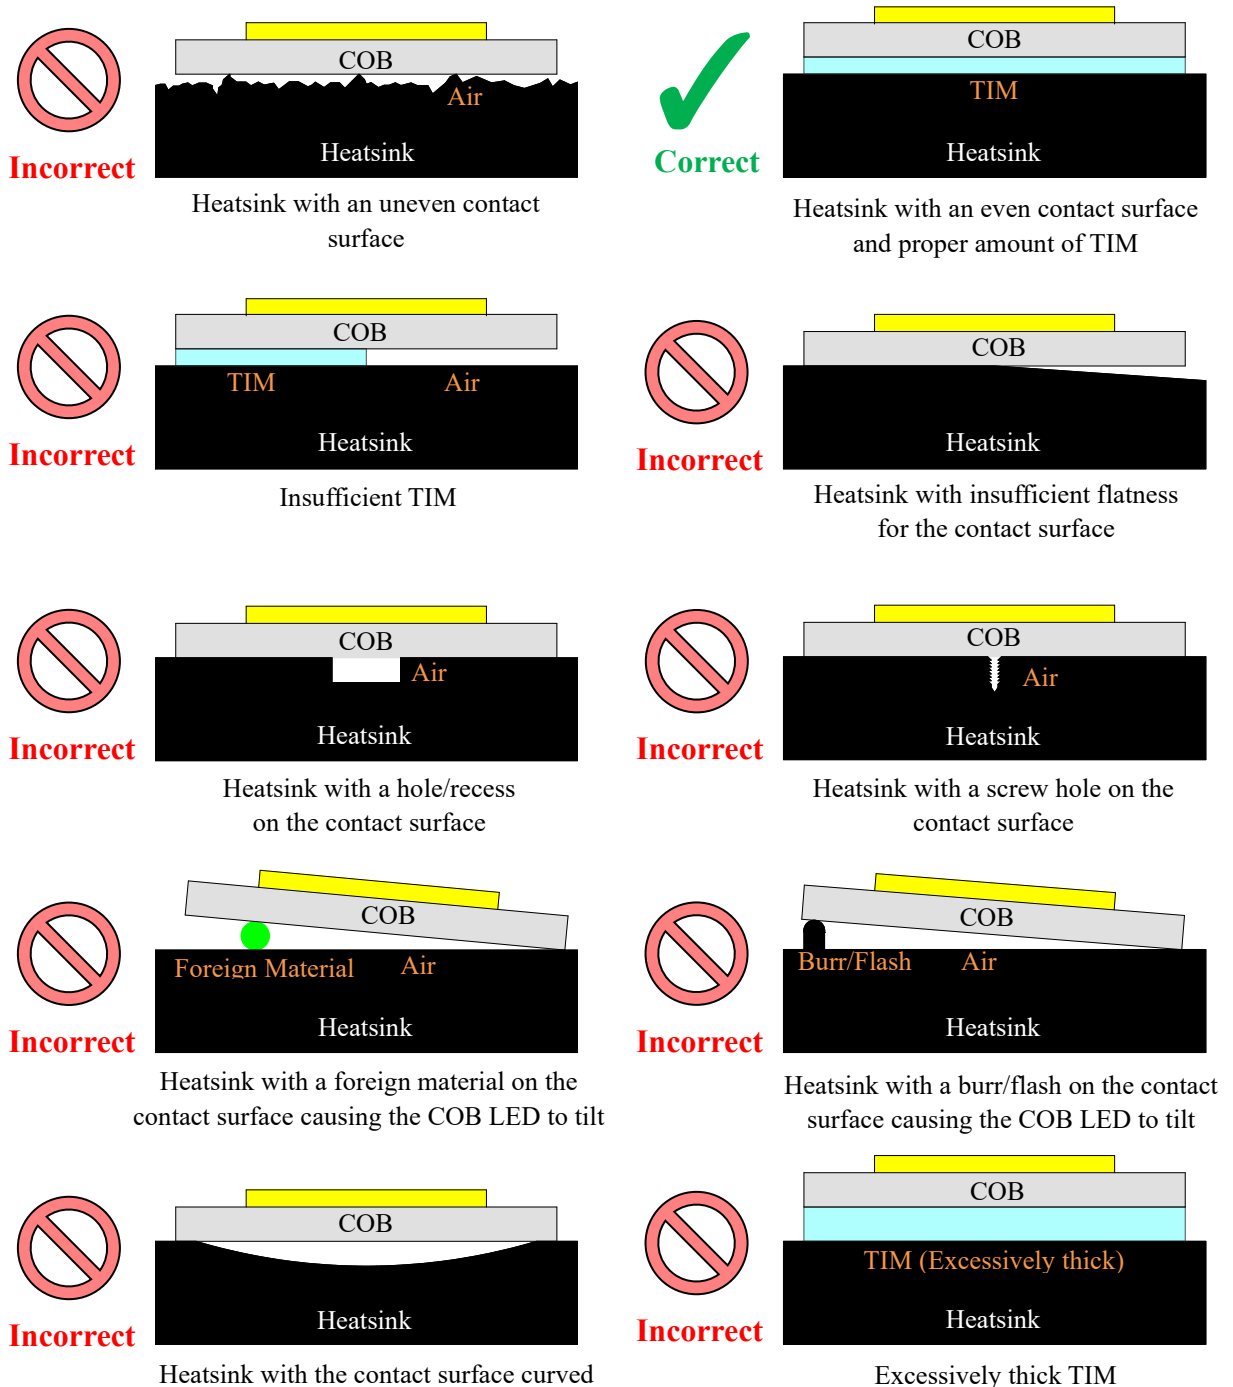 COB
Air
Heatsink
Incorrect
Heatsink with an uneven contact
surface
COB
TIM
Heatsink
Correct
Heatsink with an even contact surface
and proper amount of TIM
COB
TIM Air
Heatsink
Incorrect
Insufficient TIM
COB
Heatsink
Incorrect
Heatsink with insufficient flatness
for the contact surface
COB
Air
Heatsink
Incorrect
Heatsink with a hole/recess
on the contact surface
COB
Air
Heatsink
Incorrect
Heatsink with a screw hole on the
contact surface
COB
Foreign Material Air
Heatsink
Incorrect
Heatsink with a foreign material on the
contact surface causing the COB LED to tilt
COB
Burr/Flash Air
Heatsink
Incorrect
Heatsink with a burr/flash on the contact
surface causing the COB LED to tilt
COB
Heatsink
Incorrect
Heatsink with the contact surface curved
COB
TIM (Excessively thick)
Heatsink
Incorrect
Excessively thick TIM